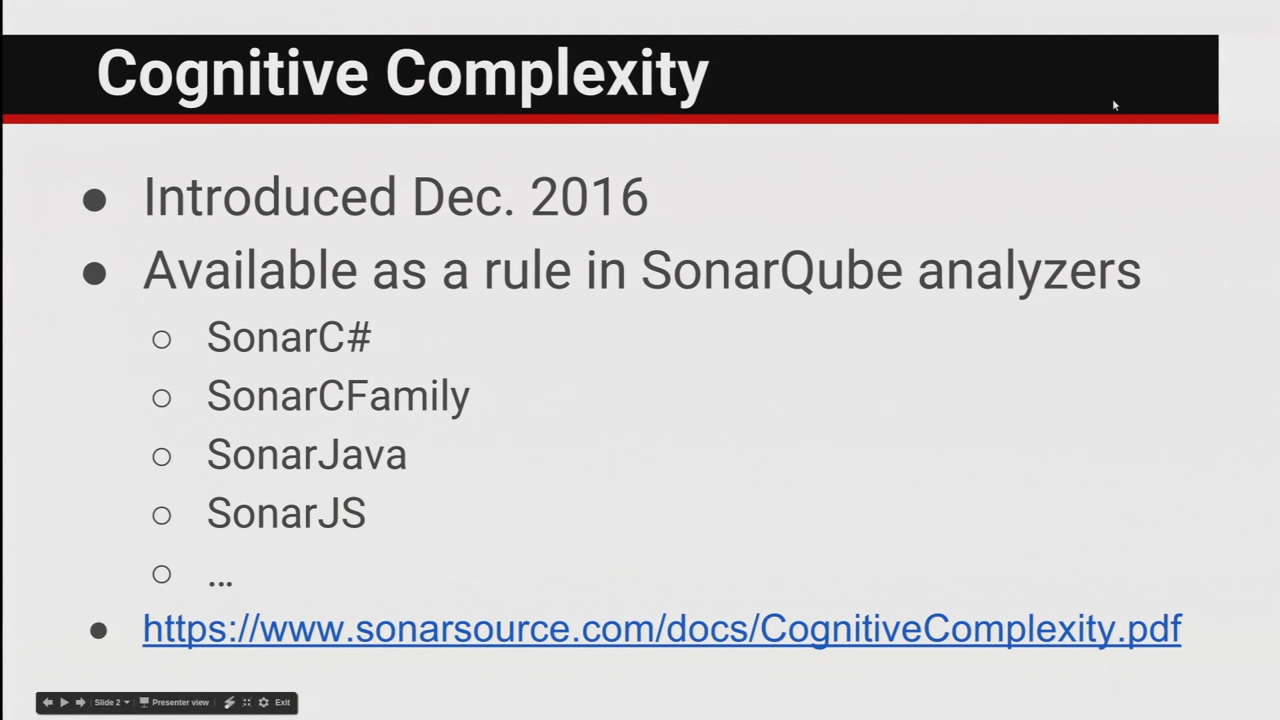 Cognitive Complexity
● Introduced Dec. 2016
● Available as a rule in SonarQube analyzers
○ SonarC#
○ SonarCFamily
○ SonarJava
○ SonarJS
○ ...
● https://www.sonarsource.com/docs/CognitiveComplexity.pdf
Slide 2 Presenter view Exit